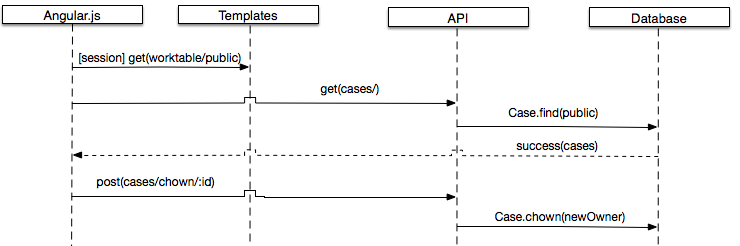 Angular.js
Templates
API
Database
[session] get(worktable/public)
get(cases/)
Case.find(public)
success(cases)
post(cases/chown/:id)
Case.chown(newOwner)